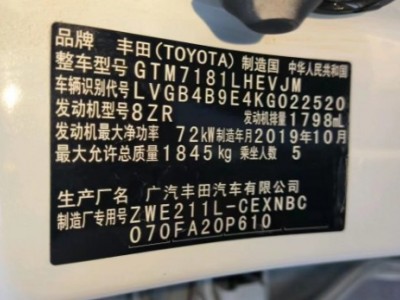 品牌 丰田(TOYOTA) 制造国 中华人民共和国
整车型号 GTM7181LHEVJM
车辆识别代号 LVGB4B9E4KG022520
发动机型号 8ZR 发动机排量 1798mL
发动机最大净功率 72kW 制造年月 2019年10月
最大允许总质量 1845kg 乘坐人数 5
生产厂 广汽丰田汽车有限公司
制造厂专用号 ZWE211L-CEXNBC
070FA20P610